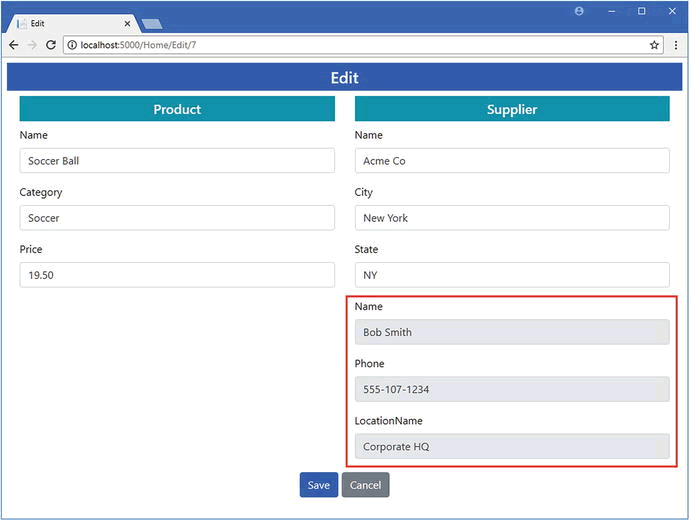 Edit
localhost:5000/Home/Edit/7
Edit
Product
Name
Soccer Ball
Category
Soccer
Price
19.50
Supplier
Name
Acme Co
City
New York
State
NY
Name
Bob Smith
Phone
555-107-1234
LocationName
Corporate HQ
Save
Cancel